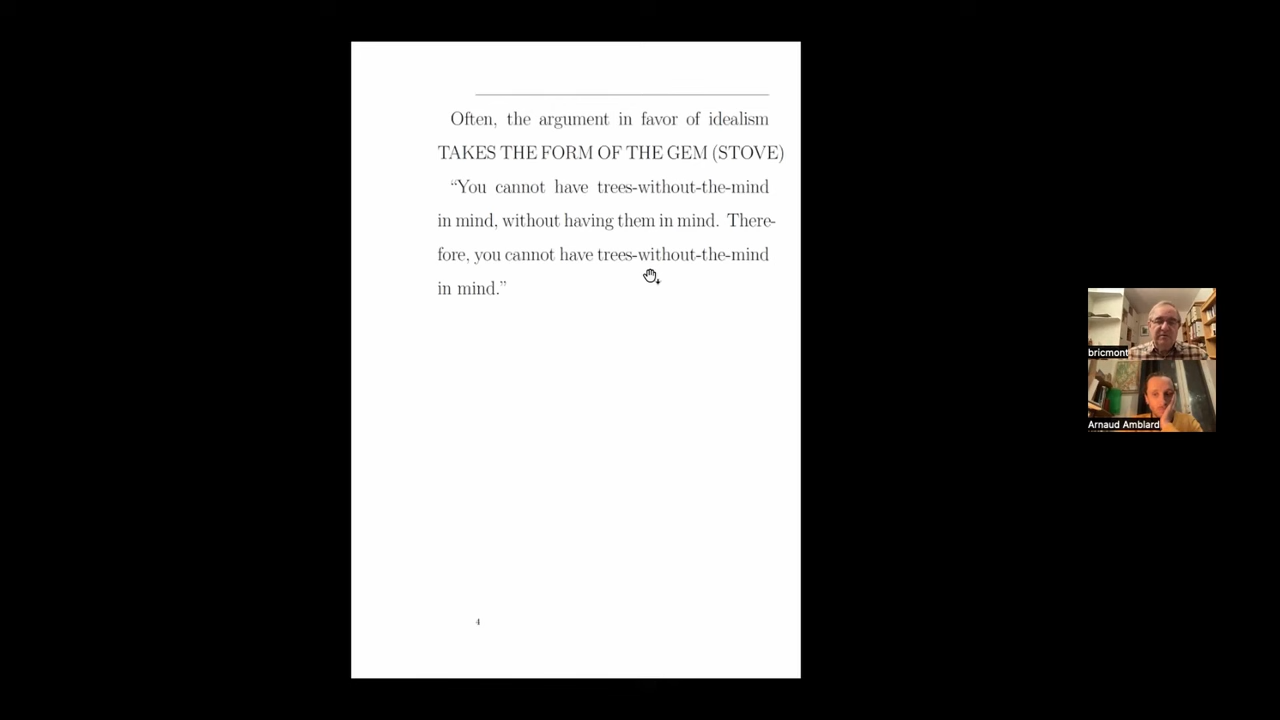 Often, the argument in favor of idealism
TAKES THE FORM OF THE GEM (STOVE)
“You cannot have trees-without-the-mind
in mind, without having them in mind. There-
fore, you cannot have trees-without-the-mind
in mind.”
4
bricmont
Arnaud Amblard